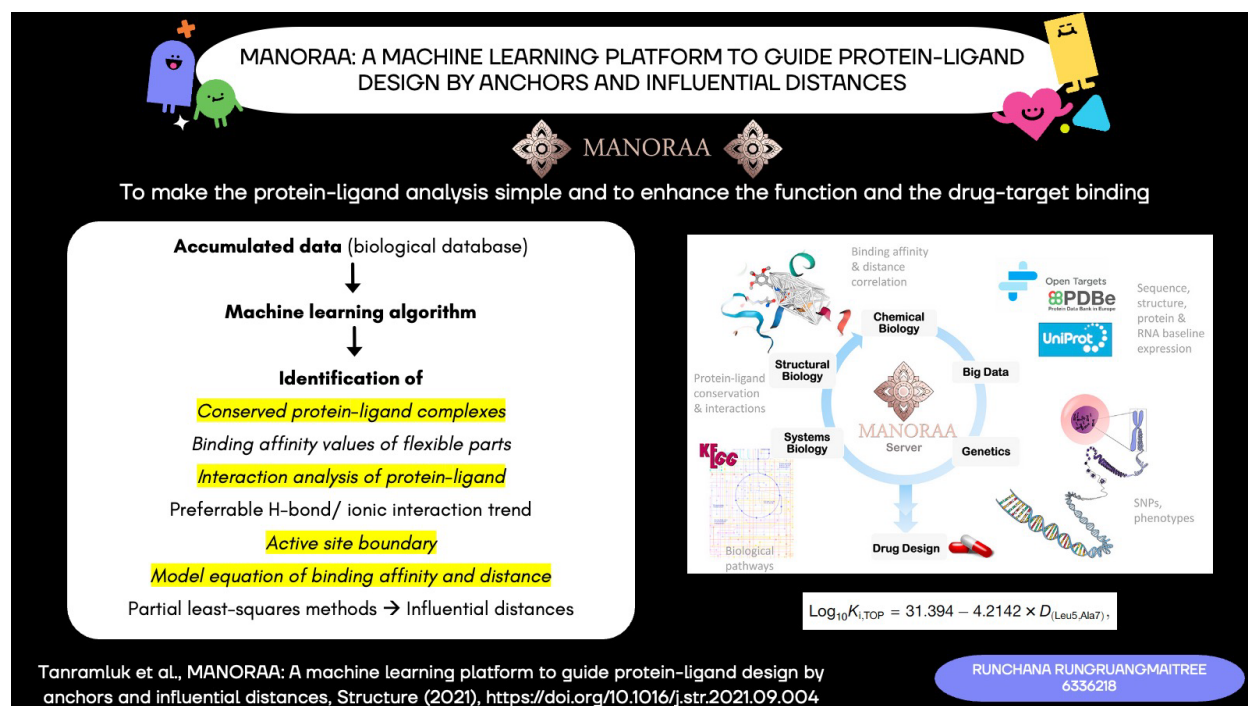 MANORAA: A MACHINE LEARNING PLATFORM TO GUIDE PROTEIN-LIGAND
DESIGN BY ANCHORS AND INFLUENTIAL DISTANCES
MANORAA
To make the protein-ligand analysis simple and to enhance the function and the drug-target binding
Accumulated data (biological database)
Machine learning algorithm
Identification of
Conserved protein-ligand complexes
Binding affinity values of flexible parts
Interaction analysis of protein-ligand
Preferrable H-bond/ ionic interaction trend
Active site boundary
Model equation of binding affinity and distance
Partial least-squares methods → Influential distances
Binding affinity
& distance
correlation
Open Targets
PDBe
Protein Data Bank in Europe
UniProt
Sequence,
structure,
protein &
RNA baseline
expression
Chemical
Biology
Structural
Biology
Big Data
Protein-ligand
conservation
& interactions
MANORAA
Server
Systems
Biology
Genetics
KEGG
SNPs,
phenotypes
Drug Design
Biological
pathways
Log₁₀Kᵢ,TOP = 31.394 − 4.2142 × D(Leu5,Ala7),
Tanramluk et al., MANORAA: A machine learning platform to guide protein-ligand design by
anchors and influential distances, Structure (2021), https://doi.org/10.1016/j.str.2021.09.004
RUNCHANA RUNGRUANGMAITREE
6336218